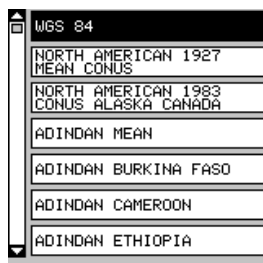 WGS 84
NORTH AMERICAN 1927
MEAN CONUS
NORTH AMERICAN 1983
CONUS ALASKA CANADA
ADINDAN MEAN
ADINDAN BURKINA FASO
ADINDAN CAMEROON
ADINDAN ETHIOPIA